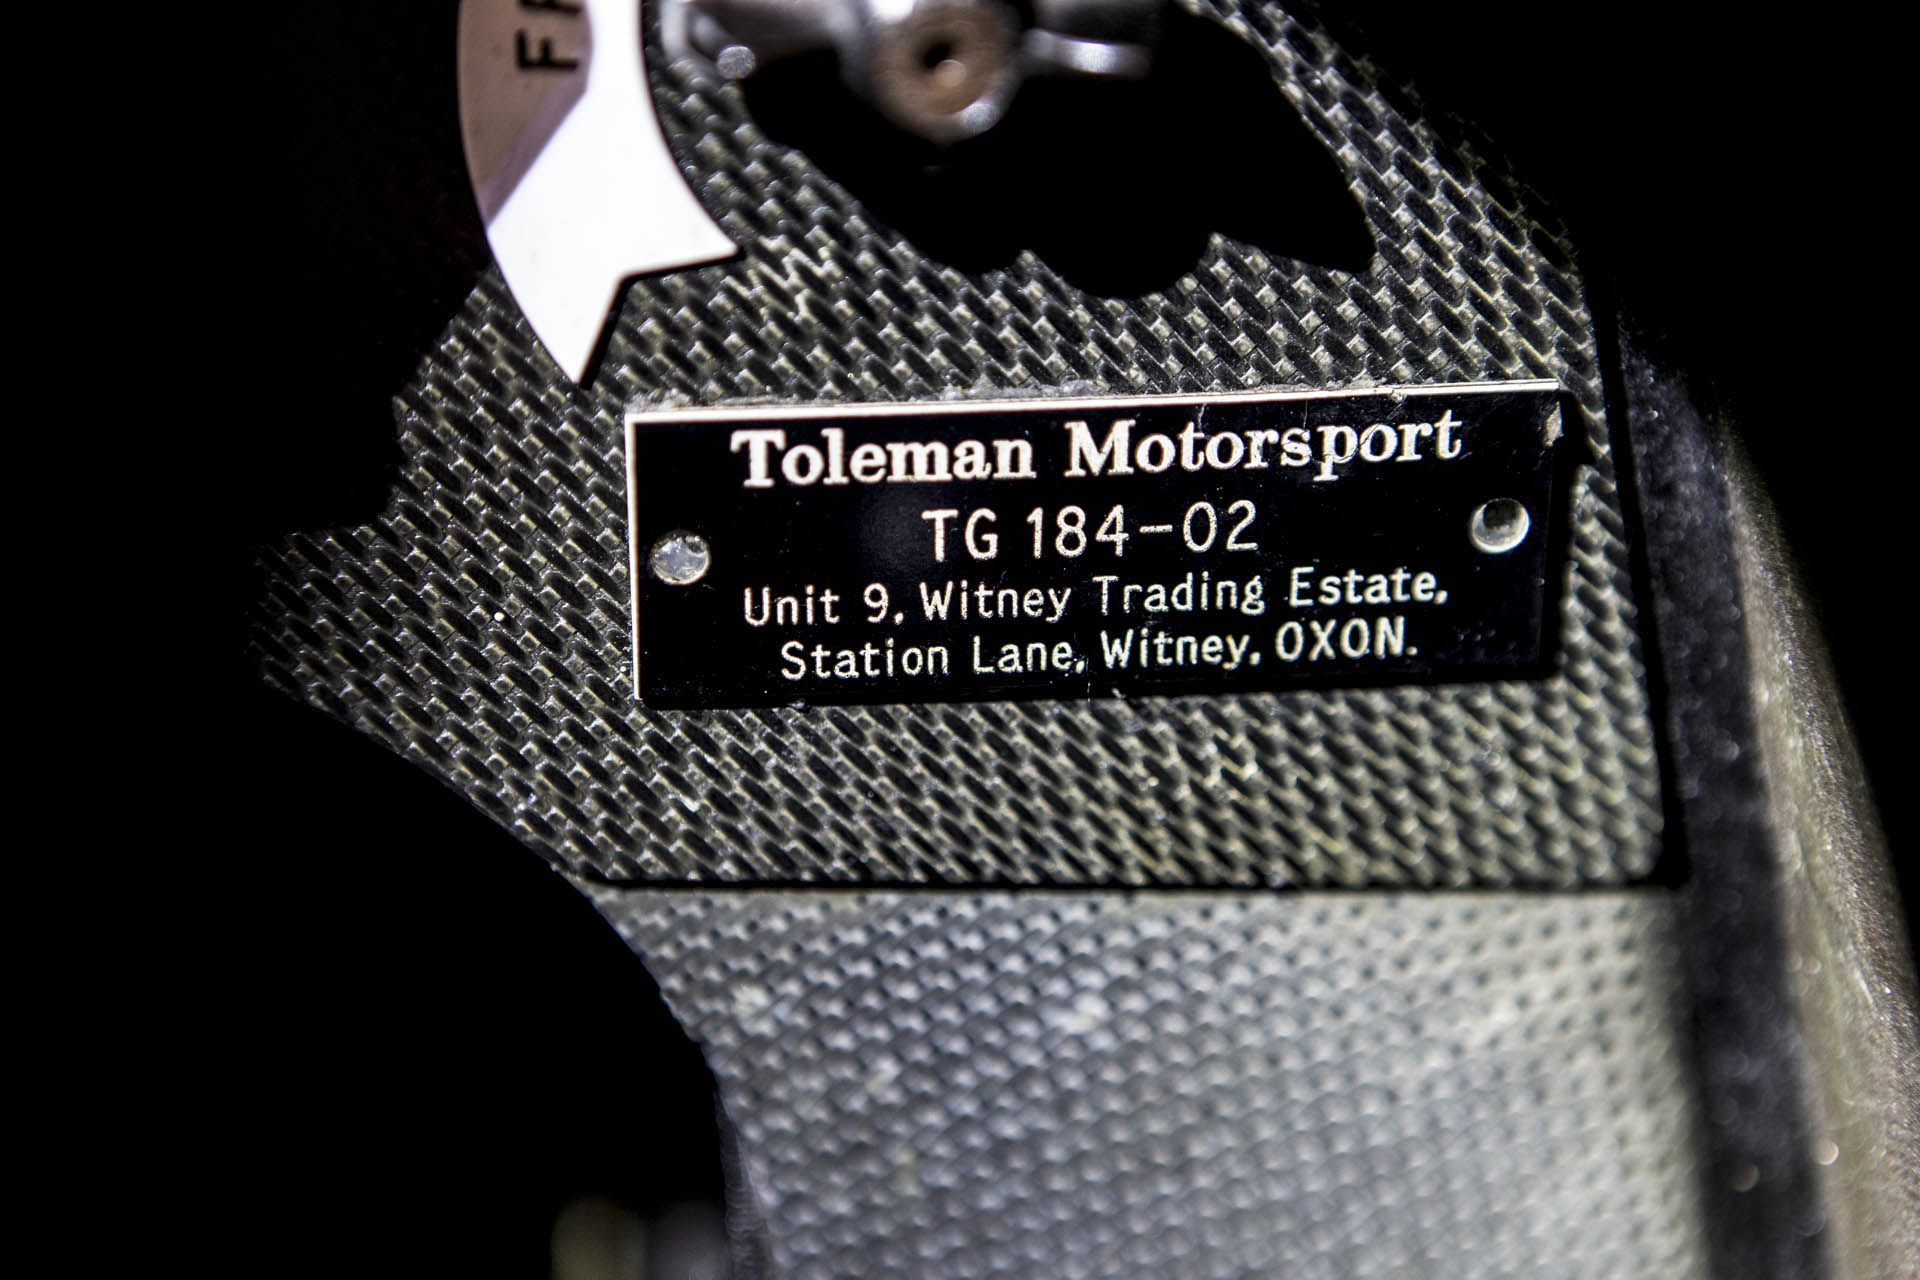 Toleman Motorsport
TG 184-02
Unit 9, Witney Trading Estate,
Station Lane, Witney, OXON.